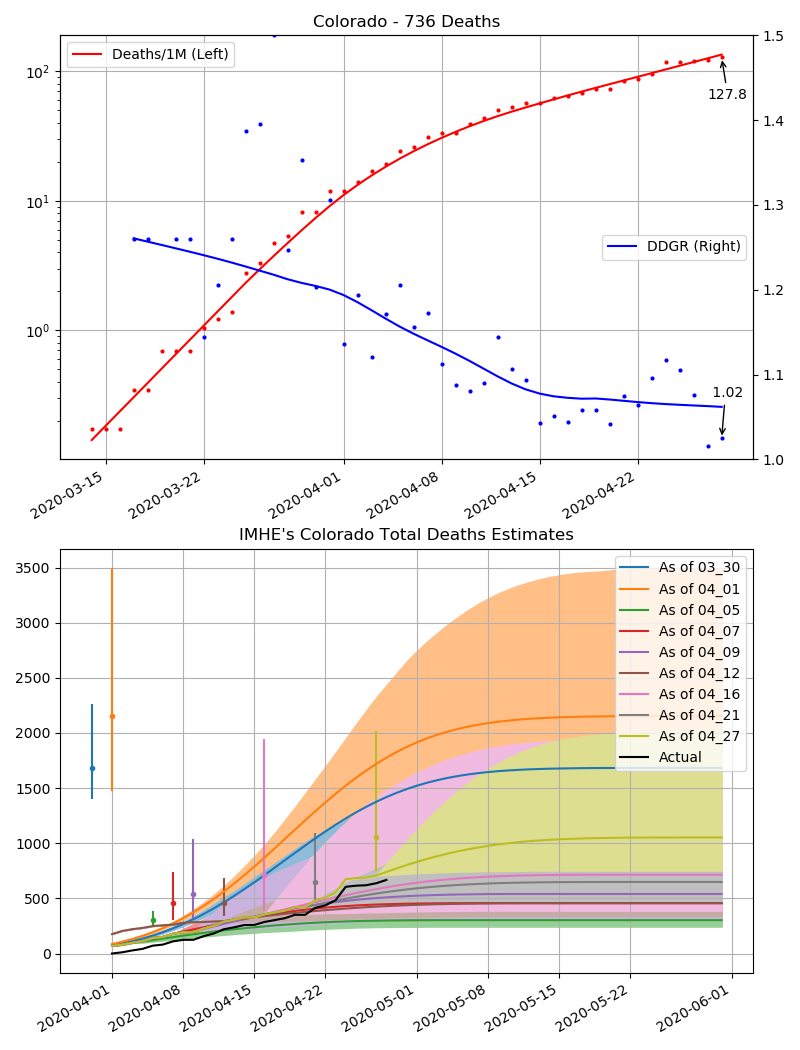 Colorado - 736 Deaths
Deaths/1M (Left)
DDGR (Right)
127.8
1.02
10²
10¹
10⁰
1.5
1.4
1.3
1.2
1.1
1.0
2020-03-15
2020-03-22
2020-04-01
2020-04-08
2020-04-15
2020-04-22
IMHE's Colorado Total Deaths Estimates
3500
3000
2500
2000
1500
1000
500
0
As of 03_30
As of 04_01
As of 04_05
As of 04_07
As of 04_09
As of 04_12
As of 04_16
As of 04_21
As of 04_27
Actual
2020-04-01
2020-04-08
2020-04-15
2020-04-22
2020-05-01
2020-05-08
2020-05-15
2020-05-22
2020-06-01